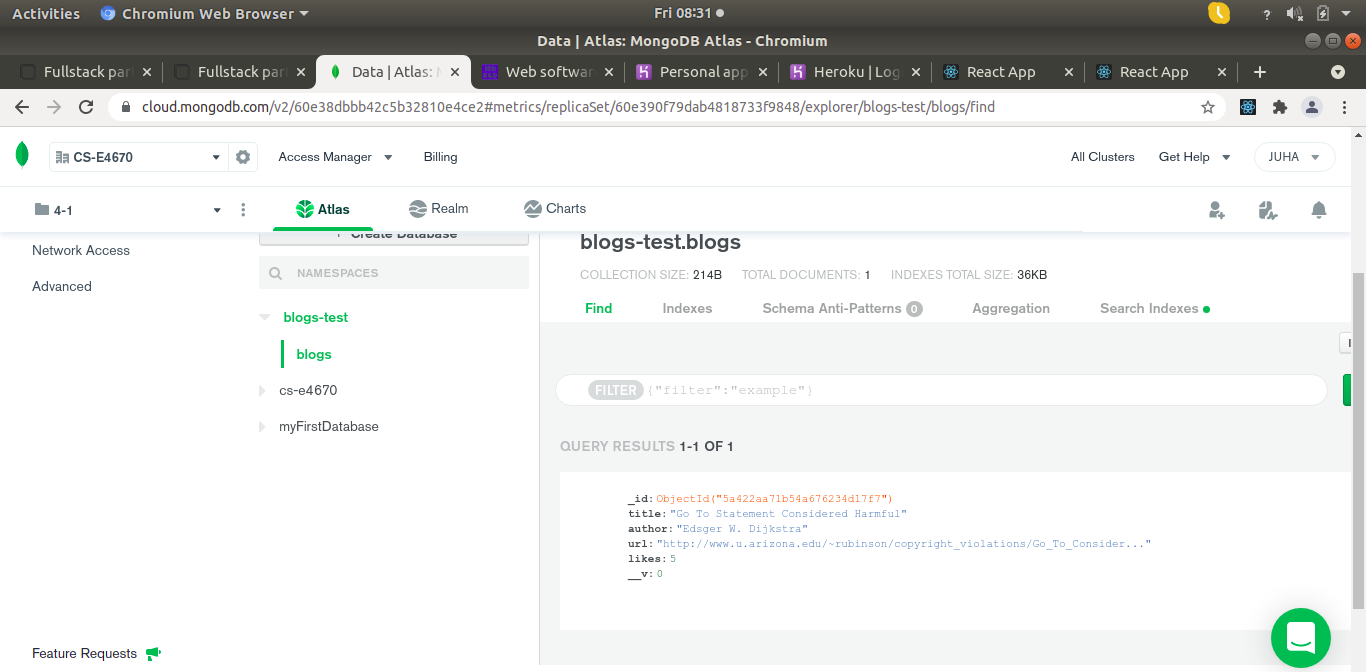 Activities Chromium Web Browser Fri 08:31
Data | Atlas: MongoDB Atlas - Chromium
Fullstack par Fullstack par Data | Atlas: M Web softwar Personal app Heroku | Log React App React App
cloud.mongodb.com/v2/60e38dbbb42c5b32810e4ce2#metrics/replicaSet/60e390f79dab4818733f9848/explorer/blogs-test/blogs/find
CS-E4670 Access Manager Billing All Clusters Get Help JUHA
4-1 Atlas Realm Charts
Network Access
Advanced
Feature Requests
+ Create Database
NAMESPACES
blogs-test
blogs
cs-e4670
myFirstDatabase
blogs-test.blogs
COLLECTION SIZE: 214B TOTAL DOCUMENTS: 1 INDEXES TOTAL SIZE: 36KB
Find Indexes Schema Anti-Patterns 0 Aggregation Search Indexes
FILTER {"filter":"example"}
QUERY RESULTS 1-1 OF 1
_id: ObjectId("5a422aa71b54a676234d17f7")
title: "Go To Statement Considered Harmful"
author: "Edsger W. Dijkstra"
url: "http://www.u.arizona.edu/~rubinson/copyright_violations/Go_To_Consider..."
likes: 5
__v: 0